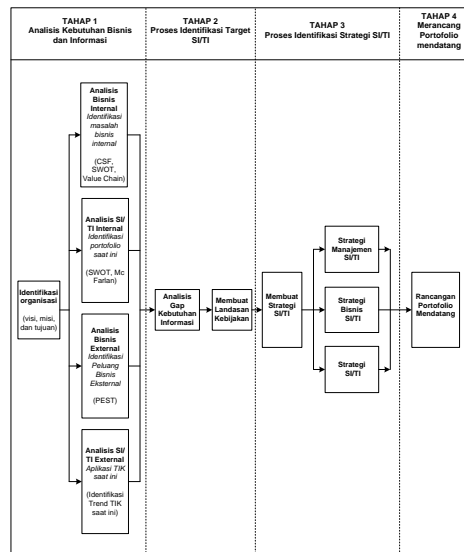 TAHAP 1
Analisis Kebutuhan Bisnis
dan Informasi
TAHAP 2
Proses Identifikasi Target
SI/TI
TAHAP 3
Proses Identifikasi Strategi SI/TI
TAHAP 4
Merancang
Portofolio
mendatang
Identifikasi
organisasi
(visi, misi,
dan tujuan)
Analisis
Bisnis
Internal
Identifikasi
masalah
bisnis
internal
(CSF,
SWOT,
Value Chain)
Analisis SI/
TI Internal
Identifikasi
portofolio
saat ini
(SWOT, Mc
Farlan)
Analisis
Bisnis
External
Identifikasi
Peluang
Bisnis
Eksternal
(PEST)
Analisis SI/
TI External
Aplikasi TIK
saat ini
(Identifikasi
Trend TIK
saat ini)
Analisis
Gap
Kebutuhan
Informasi
Membuat
Landasan
Kebijakan
Membuat
Strategi
SI/TI
Strategi
Manajemen
SI/TI
Strategi
Bisnis
SI/TI
Strategi
SI/TI
Rancangan
Portofolio
Mendatang